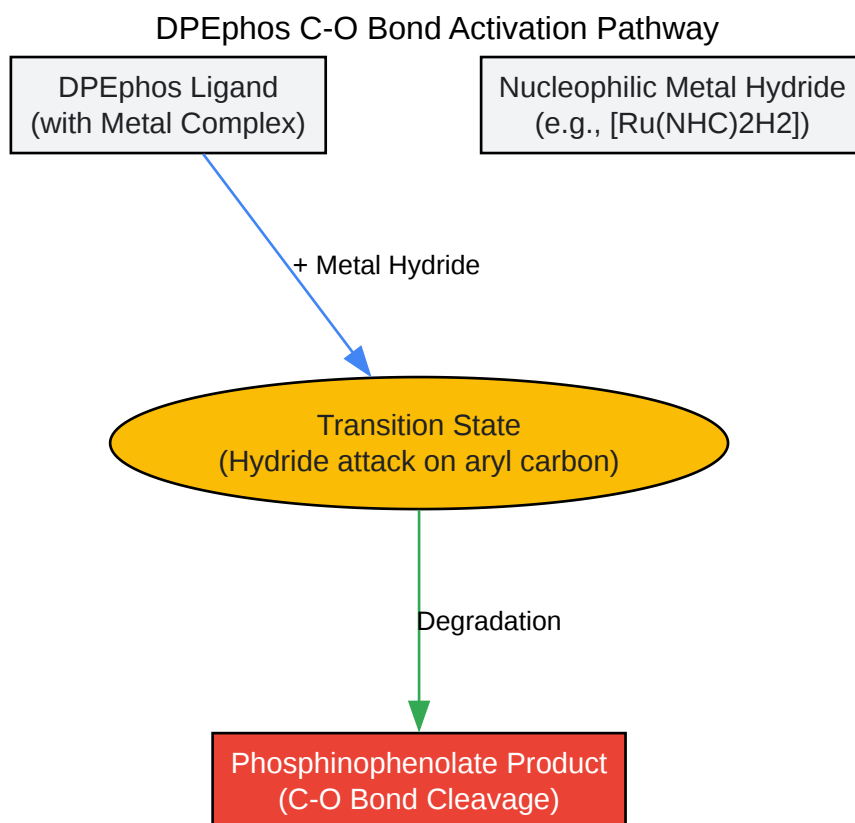 DPEphos C-O Bond Activation Pathway
DPEphos Ligand
(with Metal Complex)
Nucleophilic Metal Hydride
(e.g., [Ru(NHC)2H2])
+ Metal Hydride
Transition State
(Hydride attack on aryl carbon)
Degradation
Phosphinophenolate Product
(C-O Bond Cleavage)